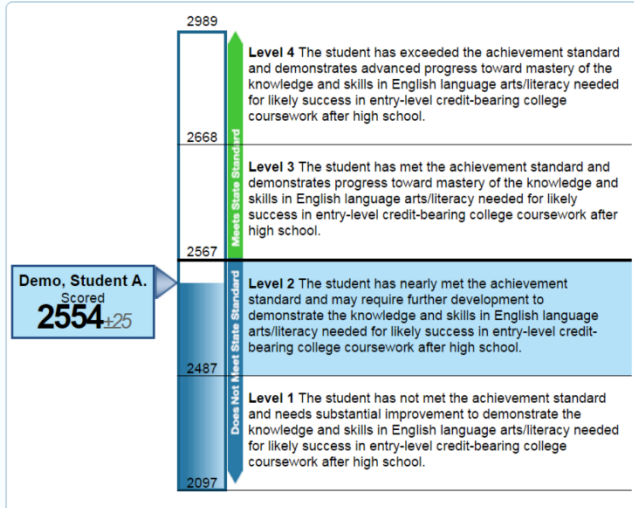 2989
Level 4 The student has exceeded the achievement standard
and demonstrates advanced progress toward mastery of the
knowledge and skills in English language arts/literacy needed
for likely success in entry-level credit-bearing college
coursework after high school.
2668
Level 3 The student has met the achievement standard and
demonstrates progress toward mastery of the knowledge and
skills in English language arts/literacy needed for likely
success in entry-level credit-bearing college coursework after
high school.
Meets State Standard
2567
Demo, Student A.
Scored
2554±25
Level 2 The student has nearly met the achievement
standard and may require further development to
demonstrate the knowledge and skills in English language
arts/literacy needed for likely success in entry-level credit-
bearing college coursework after high school.
2487
Does Not Meet State Standard
Level 1 The student has not met the achievement standard
and needs substantial improvement to demonstrate the
knowledge and skills in English language arts/literacy needed
for likely success in entry-level credit-bearing college
coursework after high school.
2097